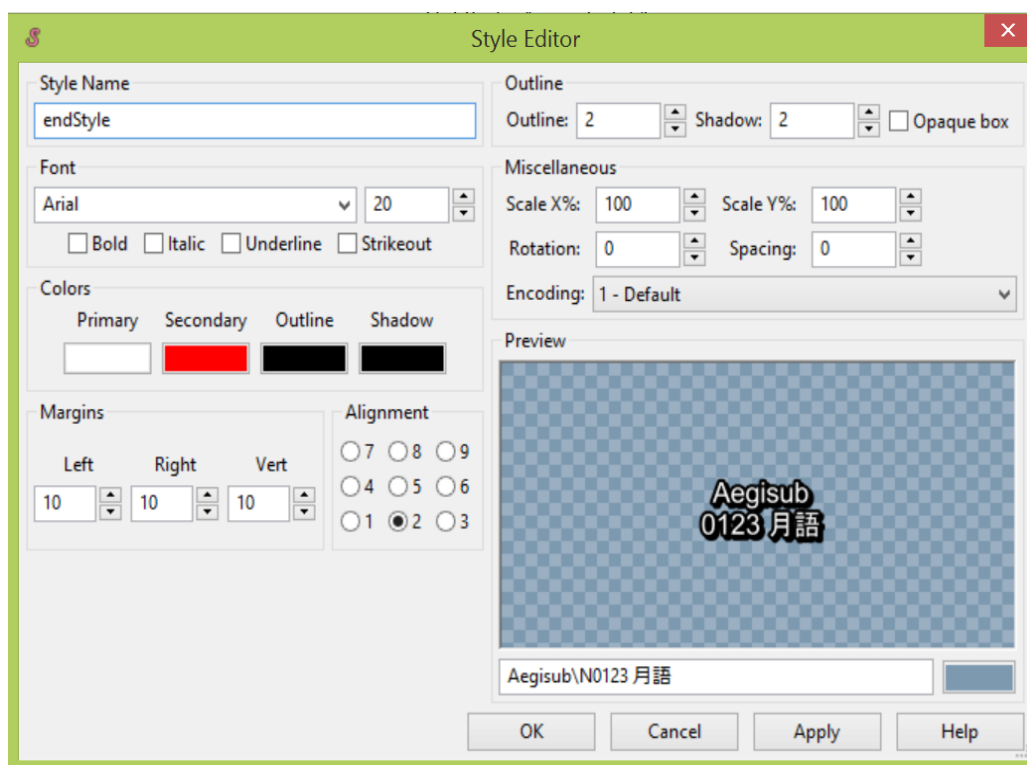 Style Editor
Style Name
endStyle
Font
Arial
20
Bold
Italic
Underline
Strikeout
Colors
Primary
Secondary
Outline
Shadow
Margins
Left
Right
Vert
10
10
10
Alignment
7
8
9
4
5
6
1
2
3
Outline
Outline:
2
Shadow:
2
Opaque box
Miscellaneous
Scale X%:
100
Scale Y%:
100
Rotation:
0
Spacing:
0
Encoding:
1 - Default
Preview
Aegisub
0123 月語
Aegisub\N0123 月語
OK
Cancel
Apply
Help